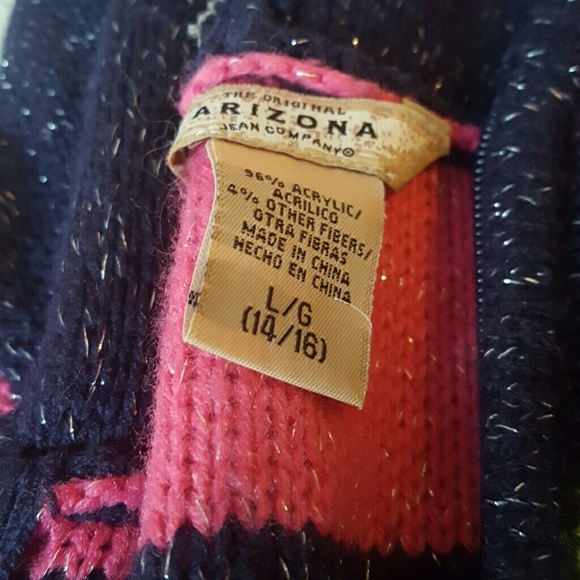 THE ORIGINAL
ARIZONA
JEAN COMPANY®
96% ACRYLIC/
ACRILICO
4% OTHER FIBERS/
OTRA FIBRAS
MADE IN CHINA
HECHO EN CHINA
L/G
(14/16)